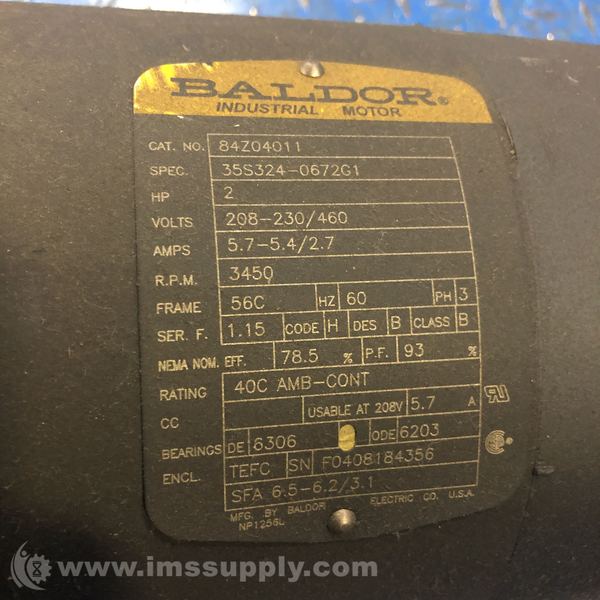 BALDOR®
INDUSTRIAL MOTOR
CAT. NO. 84Z04011
SPEC. 35S324-0672G1
HP 2
VOLTS 208-230/460
AMPS 5.7-5.4/2.7
R.P.M. 3450
FRAME 56C HZ 60 PH 3
SER. F. 1.15 CODE H DES B CLASS B
NEMA NOM. EFF. 78.5 % P.F. 93 %
RATING 40C AMB-CONT
CC USABLE AT 208V 5.7 A
BEARINGS DE 6306 ODE 6203
ENCL. TEFC SN F0408184356
SFA 6.5-6.2/3.1
MFG. BY BALDOR ELECTRIC CO. U.S.A.
NP1256L
www.imssupply.com